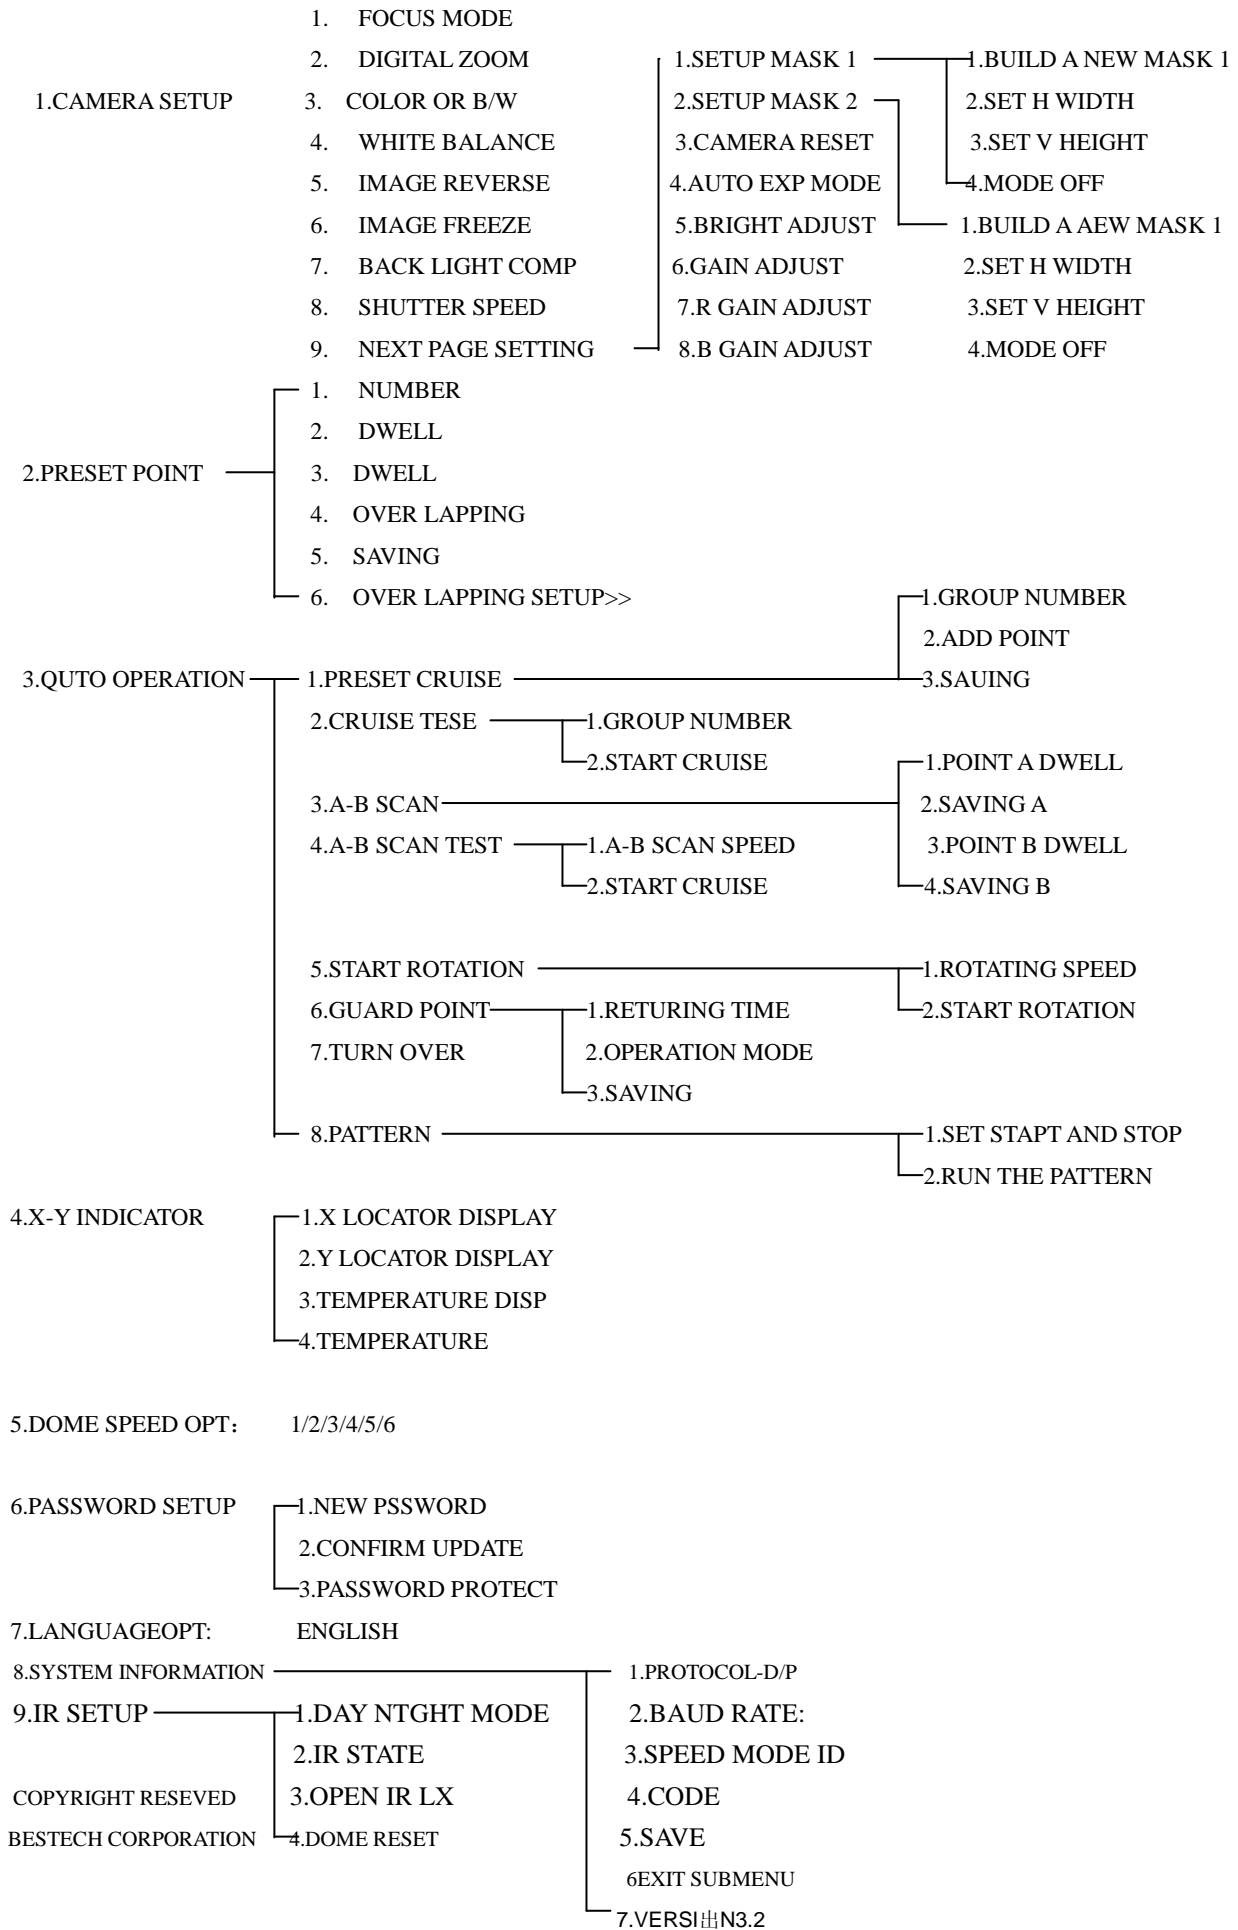 1. FOCUS MODE
2. DIGITAL ZOOM 1.SETUP MASK 1 1.BUILD A NEW MASK 1
1.CAMERA SETUP 3. COLOR OR B/W 2.SETUP MASK 2 2.SET H WIDTH
4. WHITE BALANCE 3.CAMERA RESET 3.SET V HEIGHT
5. IMAGE REVERSE 4.AUTO EXP MODE 4.MODE OFF
6. IMAGE FREEZE 5.BRIGHT ADJUST 1.BUILD A AEW MASK 1
7. BACK LIGHT COMP 6.GAIN ADJUST 2.SET H WIDTH
8. SHUTTER SPEED 7.R GAIN ADJUST 3.SET V HEIGHT
9. NEXT PAGE SETTING 8.B GAIN ADJUST 4.MODE OFF
1. NUMBER
2. DWELL
2.PRESET POINT 3. DWELL
4. OVER LAPPING
5. SAVING
6. OVER LAPPING SETUP>> 1.GROUP NUMBER
2.ADD POINT
3.QUTO OPERATION 1.PRESET CRUISE 3.SAUING
2.CRUISE TESE 1.GROUP NUMBER
2.START CRUISE 1.POINT A DWELL
3.A-B SCAN 2.SAVING A
4.A-B SCAN TEST 1.A-B SCAN SPEED 3.POINT B DWELL
2.START CRUISE 4.SAVING B
5.START ROTATION 1.ROTATING SPEED
6.GUARD POINT 1.RETURING TIME 2.START ROTATION
7.TURN OVER 2.OPERATION MODE
3.SAVING
8.PATTERN 1.SET STAPT AND STOP
2.RUN THE PATTERN
4.X-Y INDICATOR 1.X LOCATOR DISPLAY
2.Y LOCATOR DISPLAY
3.TEMPERATURE DISP
4.TEMPERATURE
5.DOME SPEED OPT： 1/2/3/4/5/6
6.PASSWORD SETUP 1.NEW PSSWORD
2.CONFIRM UPDATE
3.PASSWORD PROTECT
7.LANGUAGEOPT: ENGLISH
8.SYSTEM INFORMATION 1.PROTOCOL-D/P
9.IR SETUP 1.DAY NTGHT MODE 2.BAUD RATE:
2.IR STATE 3.SPEED MODE ID
COPYRIGHT RESEVED 3.OPEN IR LX 4.CODE
BESTECH CORPORATION 4.DOME RESET 5.SAVE
6EXIT SUBMENU
7.VERSI出N3.2